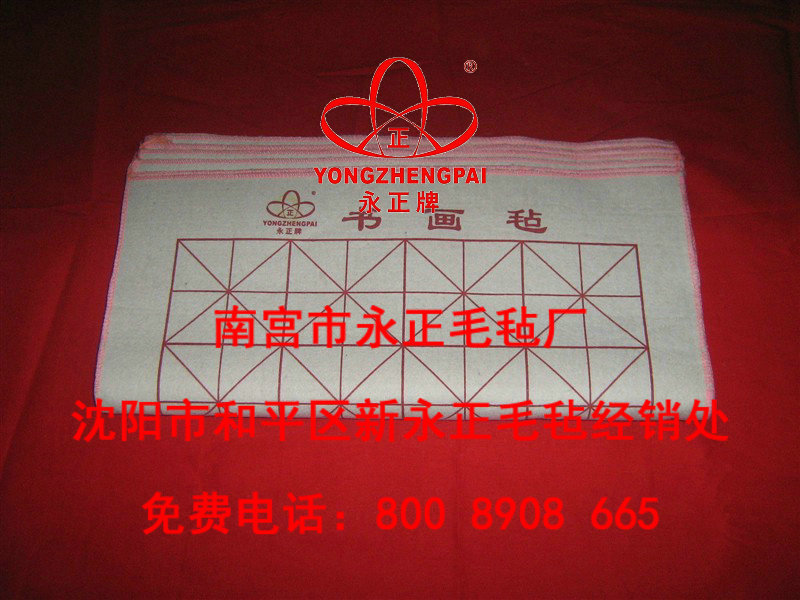 ®
正
YONGZHENGPAI
永正牌
正
®
YONGZHENGPAI
永正牌
书画毡
南宫市永正毛毡厂
沈阳市和平区新永正毛毡经销处
免费电话：800 8908 665